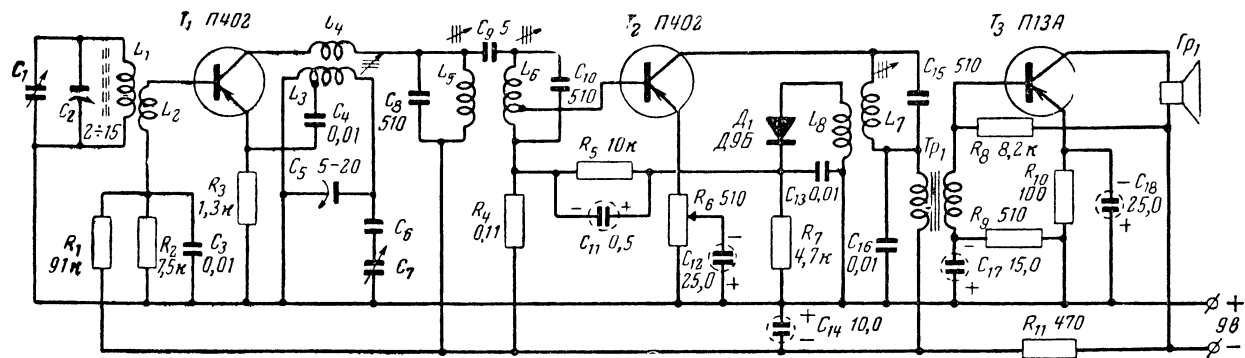 T₁ П402
T₂ П402
T₃ П13А
C₁
C₂
2÷15
L₁
L₂
L₄
L₃
C₄
0,01
C₅ 5-20
C₆
C₇
R₁
91к
R₂
7,5к
C₃
0,01
R₃
1,3к
C₈
510
L₅
C₉ 5
L₆
C₁₀
510
R₅ 10к
C₁₁ 0,5
R₄
0,11
R₆ 510
C₁₂
25,0
Д₁
Д9Б
L₈
L₇
C₁₃ 0,01
R₇
4,7к
C₁₄ 10,0
C₁₅ 510
C₁₆
0,01
Тр₁
R₈ 8,2к
R₉ 510
R₁₀
100
C₁₇ 15,0
C₁₈
25,0
Гр₁
R₁₁ 470
+
9В
−